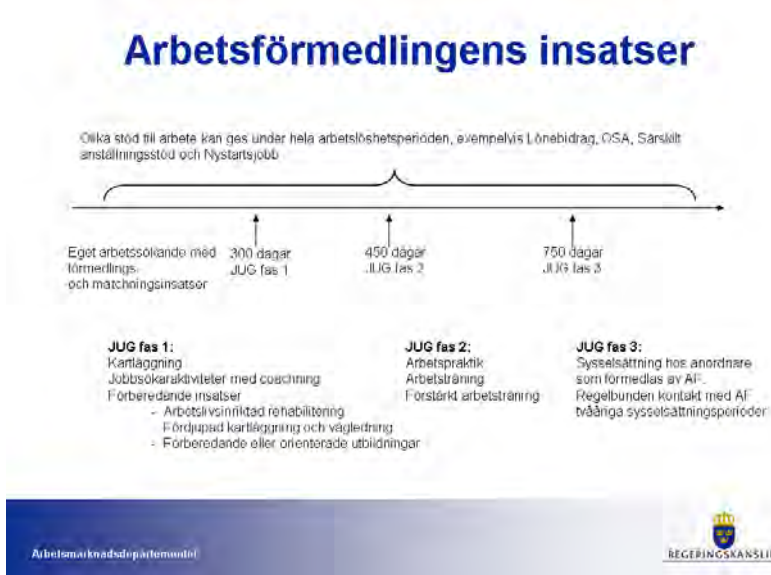 Arbetsförmedlingens insatser
Olika stöd till arbete kan ges under hela arbetslöshetsperioden, exempelvis Lönebidrag, OSA, Särskilt
anställningsstöd och Nystartsjobb
Eget arbetssökande med
förmedlings-
och matchningsinsatser
300 dagar
JUG fas 1
450 dagar
JUG fas 2
750 dagar
JUG fas 3
JUG fas 1:
Kartläggning
Jobbsökaraktiviteter med coachning
Förberedande insatser
- Arbetslivsinriktad rehabilitering
Fördjupad kartläggning och vägledning
- Förberedande eller orienterade utbildningar
JUG fas 2:
Arbetspraktik
Arbetsträning
Förstärkt arbetsträning
JUG fas 3:
Sysselsättning hos anordnare
som förmedlas av AF.
Regelbunden kontakt med AF
tvååriga sysselsättningsperioder
Arbetsmarknadsdepartementet
REGERINGSKANSLI